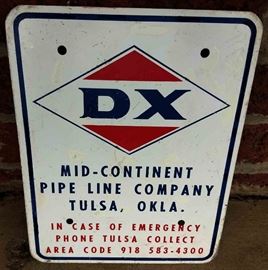 DX
MID-CONTINENT
PIPE LINE COMPANY
TULSA, OKLA.
IN CASE OF EMERGENCY
PHONE TULSA COLLECT
AREA CODE 918 583-4300